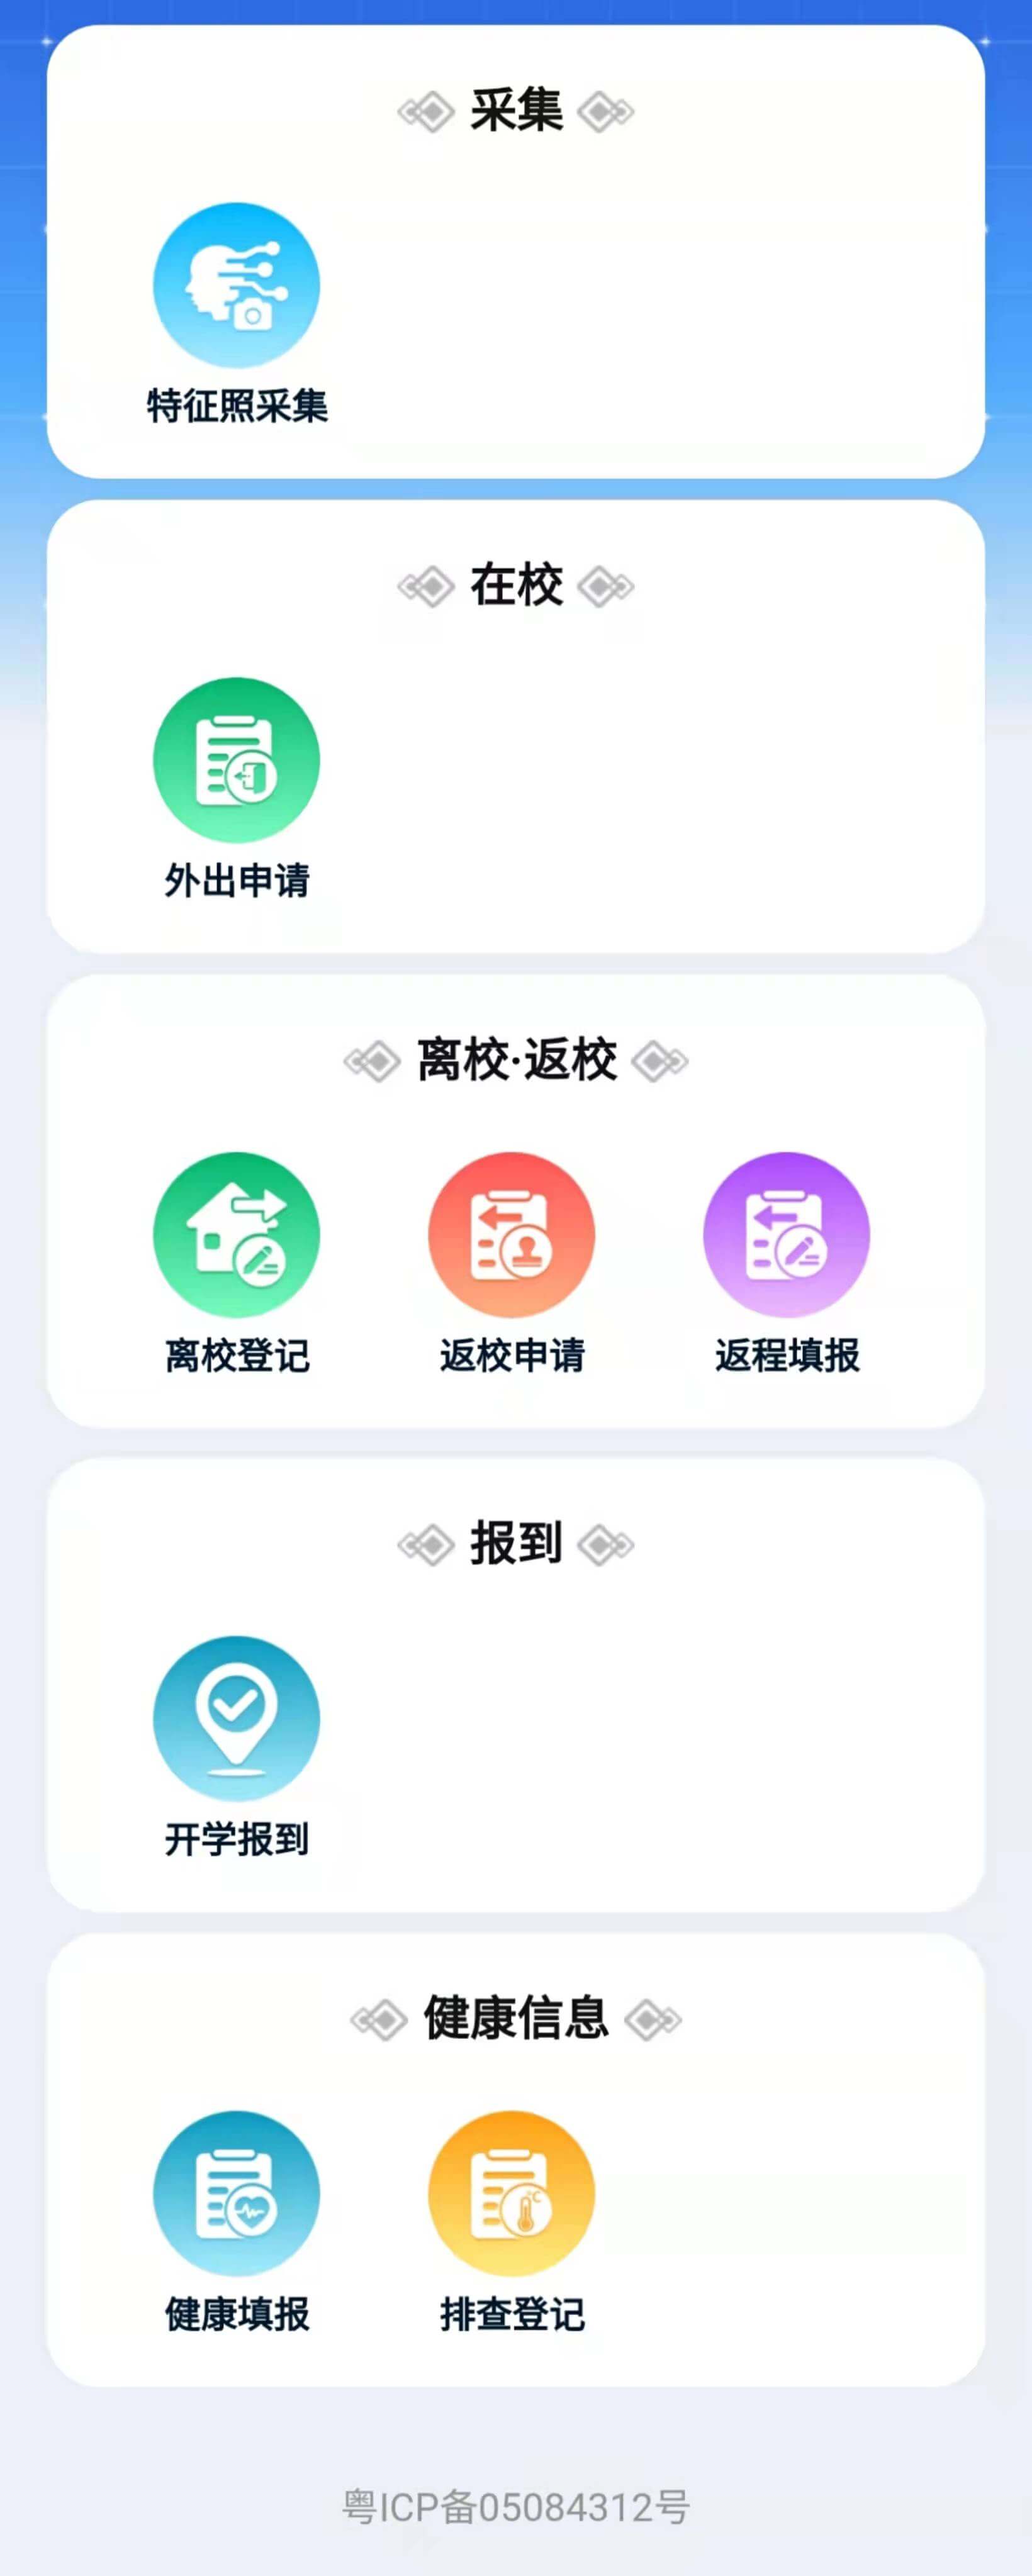 采集
特征照采集
在校
外出申请
离校·返校
离校登记 返校申请 返程填报
报到
开学报到
健康信息
健康填报 排查登记
粤ICP备05084312号